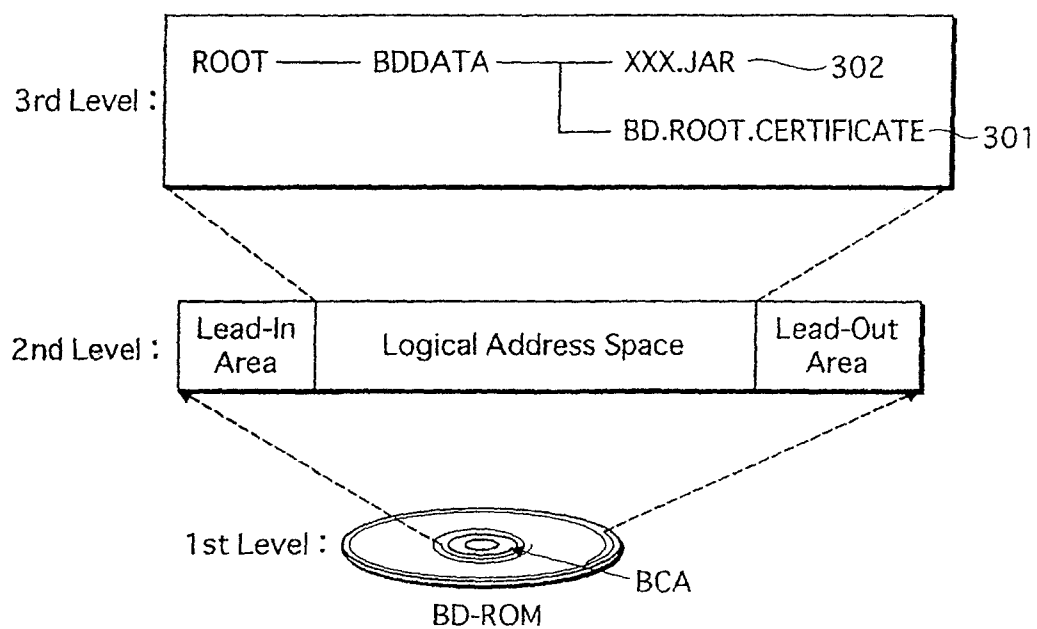 ROOT BDDATA XXX.JAR 302
3rd Level :
BD.ROOT.CERTIFICATE 301
Lead-In Area
Logical Address Space
Lead-Out Area
2nd Level :
1st Level :
BCA
BD-ROM